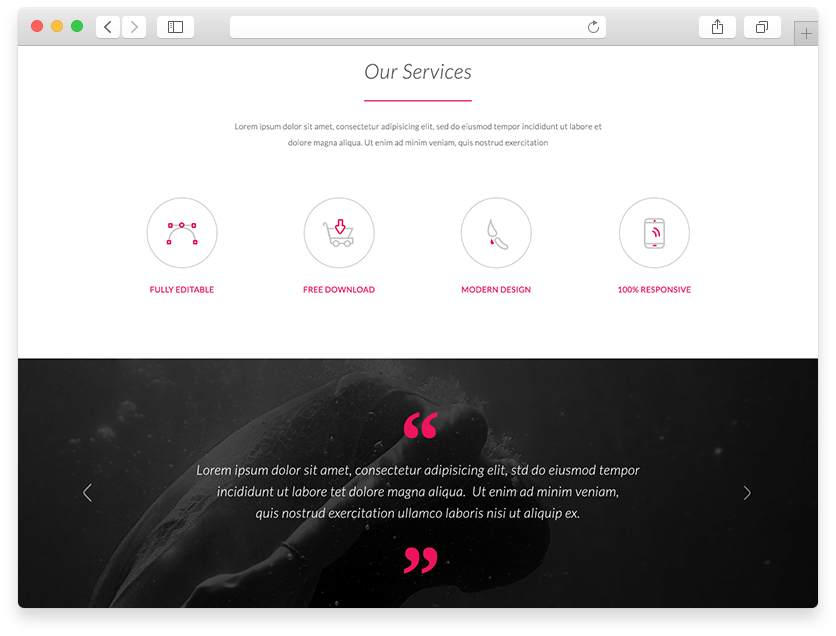 Our Services
Lorem ipsum dolor sit amet, consectetur adipisicing elit, sed do eiusmod tempor incididunt ut labore et
dolore magna aliqua. Ut enim ad minim veniam, quis nostrud exercitation
FULLY EDITABLE
FREE DOWNLOAD
MODERN DESIGN
100% RESPONSIVE
“
Lorem ipsum dolor sit amet, consectetur adipisicing elit, std do eiusmod tempor
incididunt ut labore tet dolore magna aliqua.  Ut enim ad minim veniam,
quis nostrud exercitation ullamco laboris nisi ut aliquip ex.
”